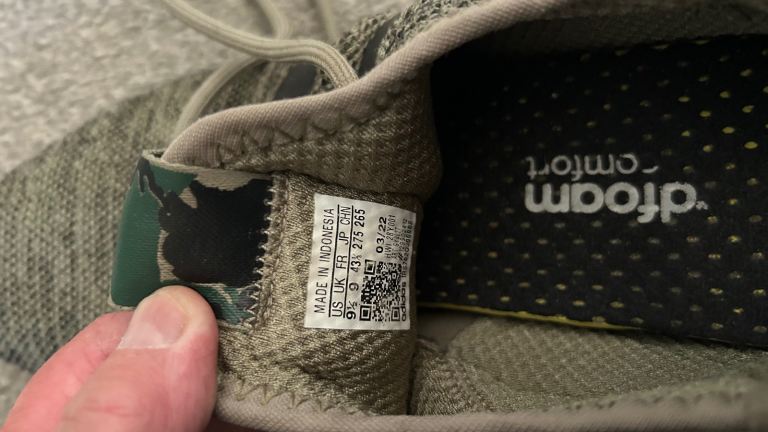 MADE IN INDONESIA
US UK FR JP CHN
9½ 9 43⅓ 275 265
03/22
dfoam
comfort